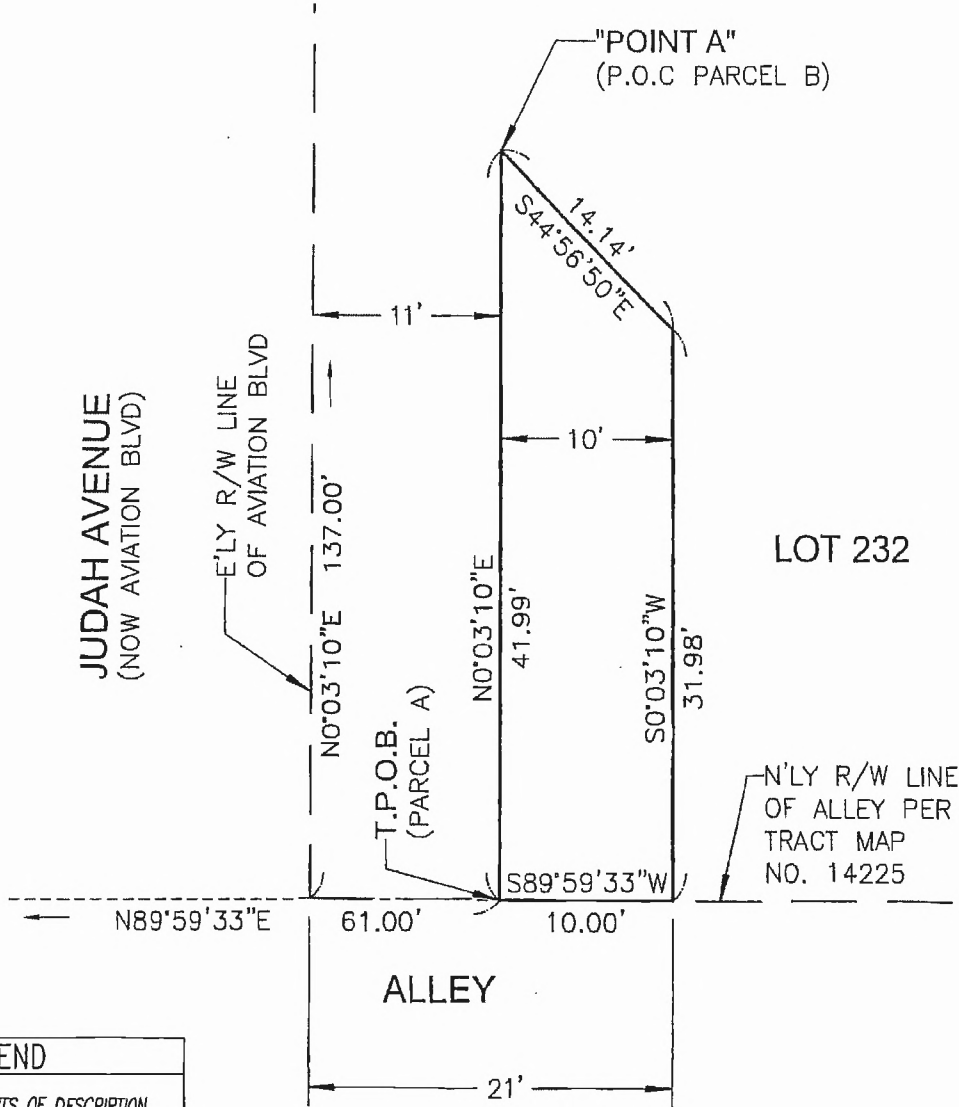 "POINT A"
(P.O.C PARCEL B)
14.14'
S44°56'50"E
11'
10'
JUDAH AVENUE
(NOW AVIATION BLVD)
E'LY R/W LINE
OF AVIATION BLVD
N0°03'10"E 137.00'
N0°03'10"E
41.99'
S0°03'10"W
31.98'
LOT 232
T.P.O.B.
(PARCEL A)
N'LY R/W LINE
OF ALLEY PER
TRACT MAP
NO. 14225
S89°59'33"W
N89°59'33"E 61.00' 10.00'
ALLEY
21'
END
TS OF DESCRIPTION